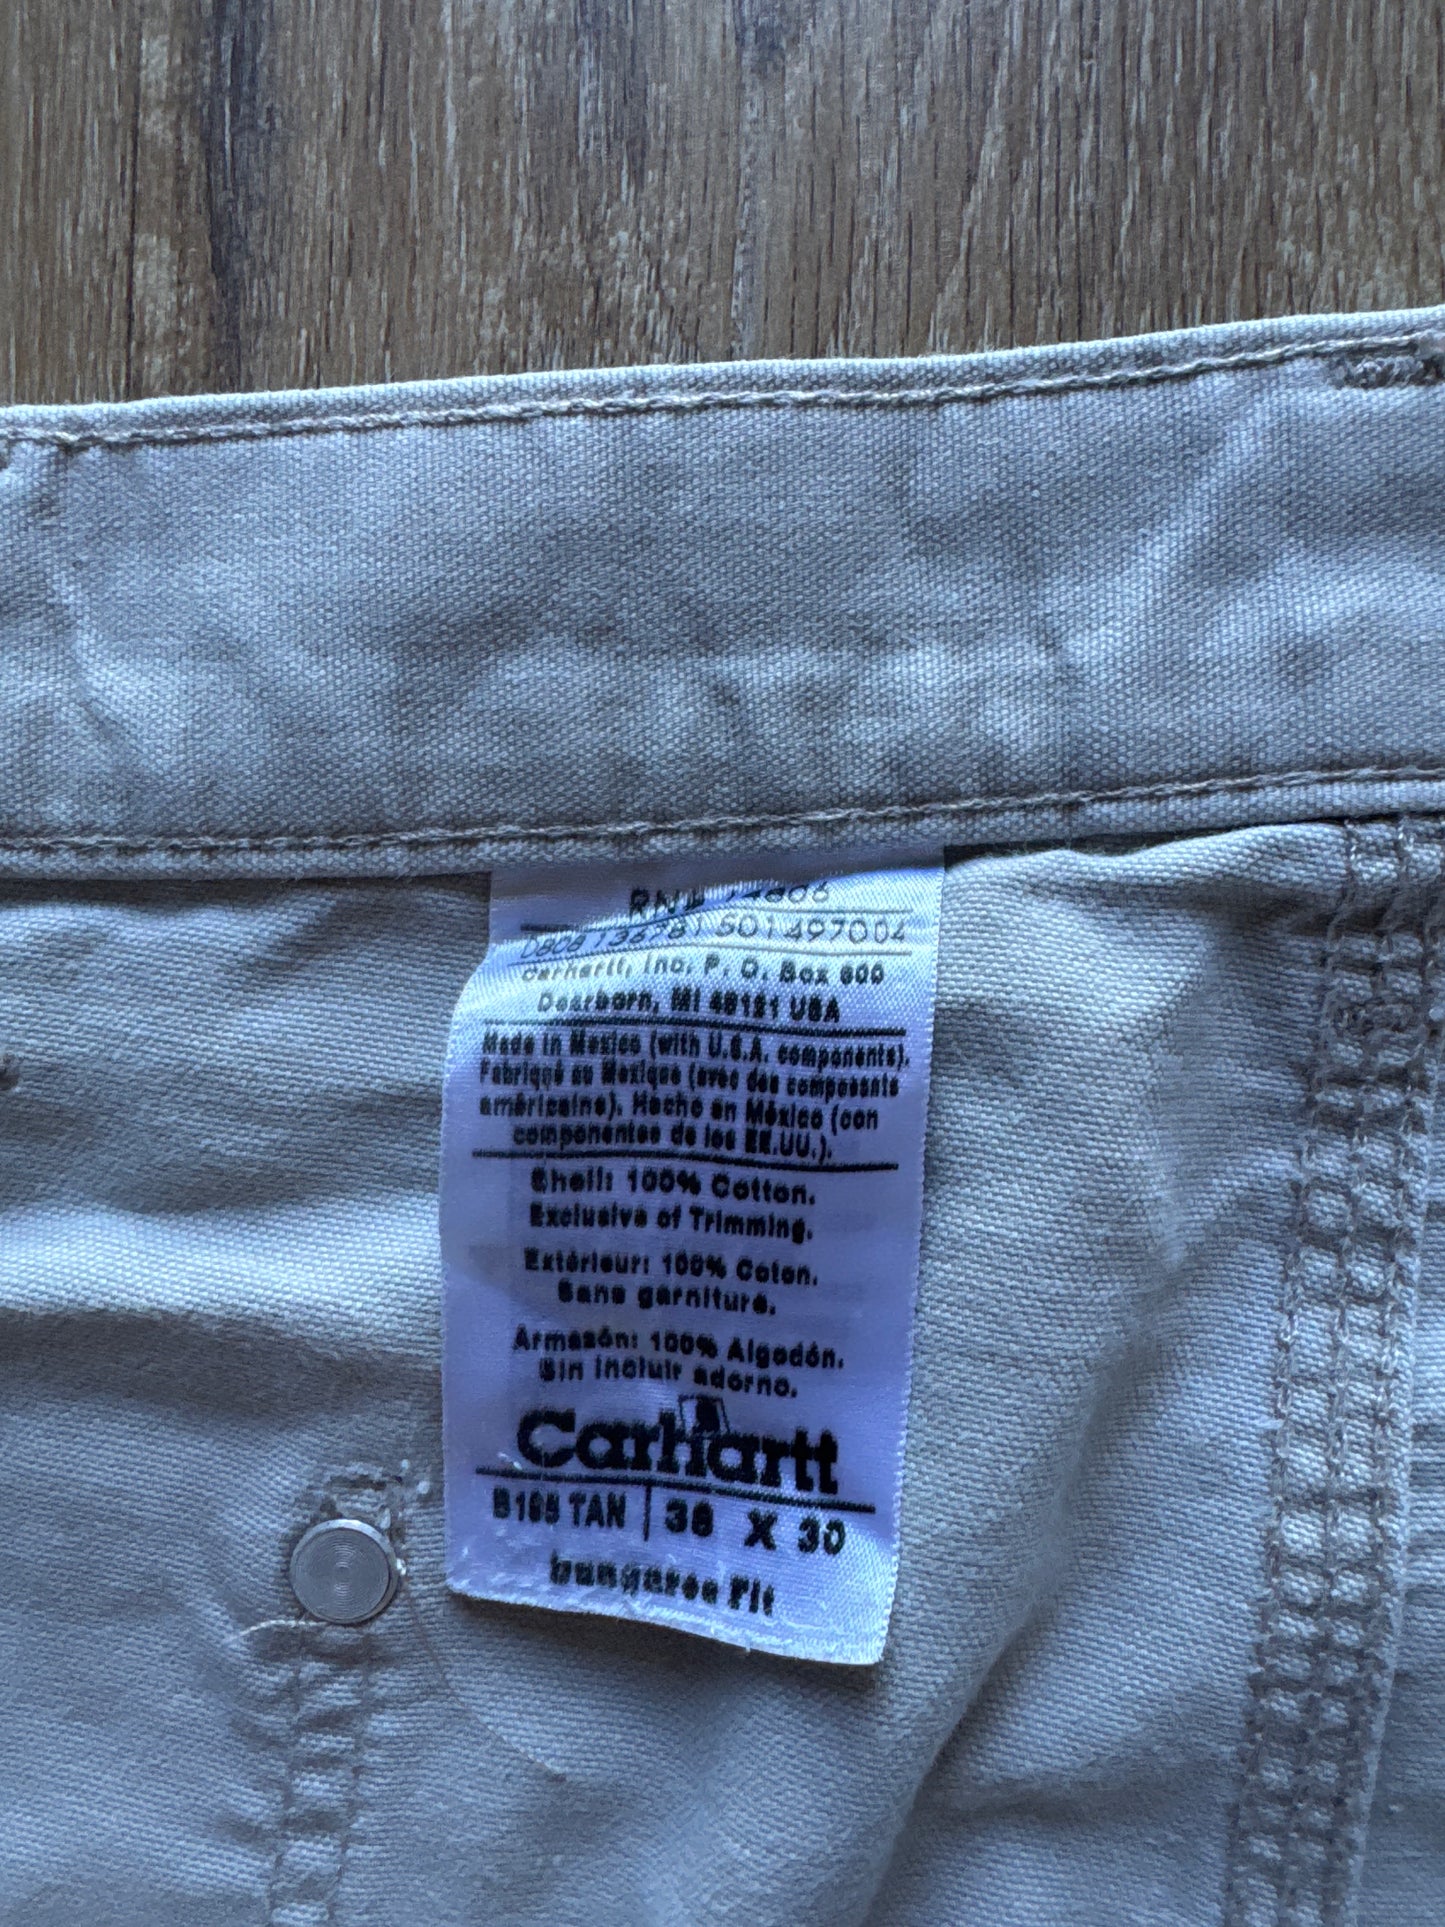 RN# 14806
D80813678150149700⁠4
Carhartt, Inc. P. O. Box 600
Dearborn, MI 48121 USA
Made in Mexico (with U.S.A. components).
Fabriqué au Mexique (avec des composants
américains). Hecho en México (con
componentes de los EE.UU.).
Shell: 100% Cotton.
Exclusive of Trimming.
Extérieur: 100% Coton.
Sans garniture.
Armazón: 100% Algodón.
Sin incluir adorno.
Carhartt
TAN X 30
Dungaree Fit